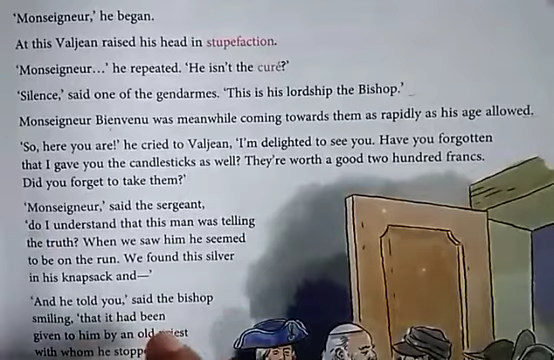 ‘Monseigneur,’ he began.
At this Valjean raised his head in stupefaction.
‘Monseigneur…’ he repeated. ‘He isn’t the curé?’
‘Silence,’ said one of the gendarmes. ‘This is his lordship the Bishop.’
Monseigneur Bienvenu was meanwhile coming towards them as rapidly as his age allowed.
‘So, here you are!’ he cried to Valjean, ‘I’m delighted to see you. Have you forgotten
that I gave you the candlesticks as well? They’re worth a good two hundred francs.
Did you forget to take them?’
‘Monseigneur,’ said the sergeant,
‘do I understand that this man was telling
the truth? When we saw him he seemed
to be on the run. We found this silver
in his knapsack and—’
‘And he told you,’ said the bishop
smiling, ‘that it had been
given to him by an old
with whom he